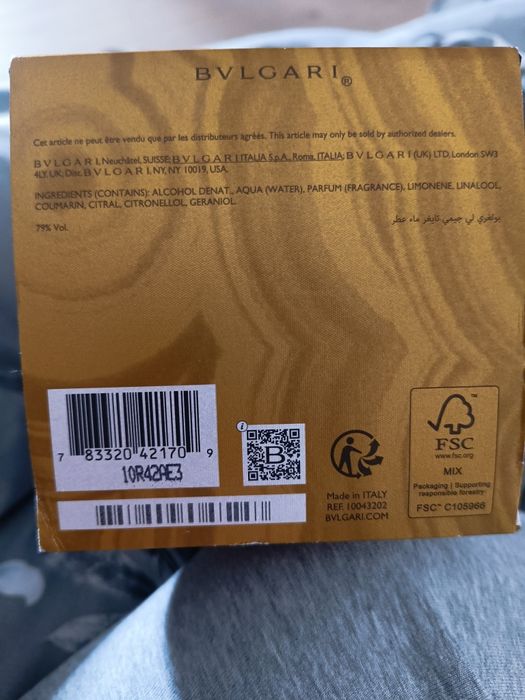 BVLGARI®
Cet article ne peut être vendu que par les distributeurs agréés. This article may only be sold by authorized dealers.
BVLGARI, Neuchâtel, SUISSE; BVLGARI ITALIA S.p.A., Roma, ITALIA; BVLGARI (UK) LTD, London SW3
4LY, UK; Dist. BVLGARI, NY, NY 10019, USA.
INGREDIENTS (CONTAINS): ALCOHOL DENAT., AQUA (WATER), PARFUM (FRAGRANCE), LIMONENE, LINALOOL,
COUMARIN, CITRAL, CITRONELLOL, GERANIOL.
بولغري لي جيمي تايغر ماء عطر
79% Vol.
7 83320 42170 9
10R42AE3
i
B
Made in ITALY
REF. 10043202
BVLGARI.COM
FSC
www.fsc.org
MIX
Packaging | Supporting
responsible forestry
FSC™ C105966